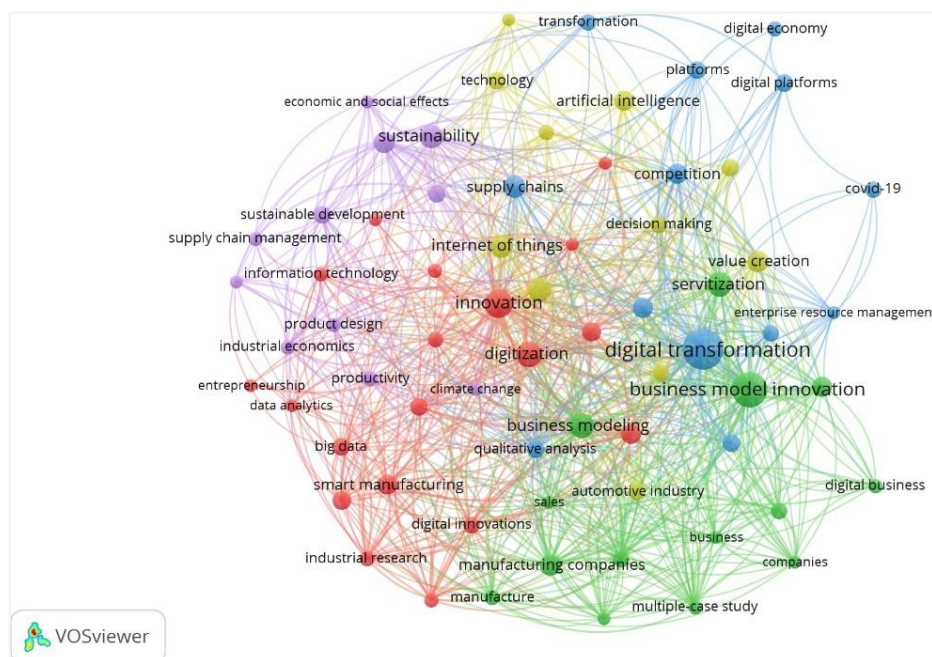 transformation
digital economy
platforms
technology
digital platforms
economic and social effects
artificial intelligence
sustainability
competition
supply chains
covid-19
sustainable development
decision making
supply chain management
internet of things
value creation
information technology
servitization
innovation
enterprise resource managemen
product design
industrial economics
digitization
digital transformation
productivity
entrepreneurship
climate change
business model innovation
data analytics
business modeling
big data
qualitative analysis
smart manufacturing
automotive industry
digital business
sales
digital innovations
business
industrial research
manufacturing companies
companies
manufacture
multiple-case study
VOSviewer